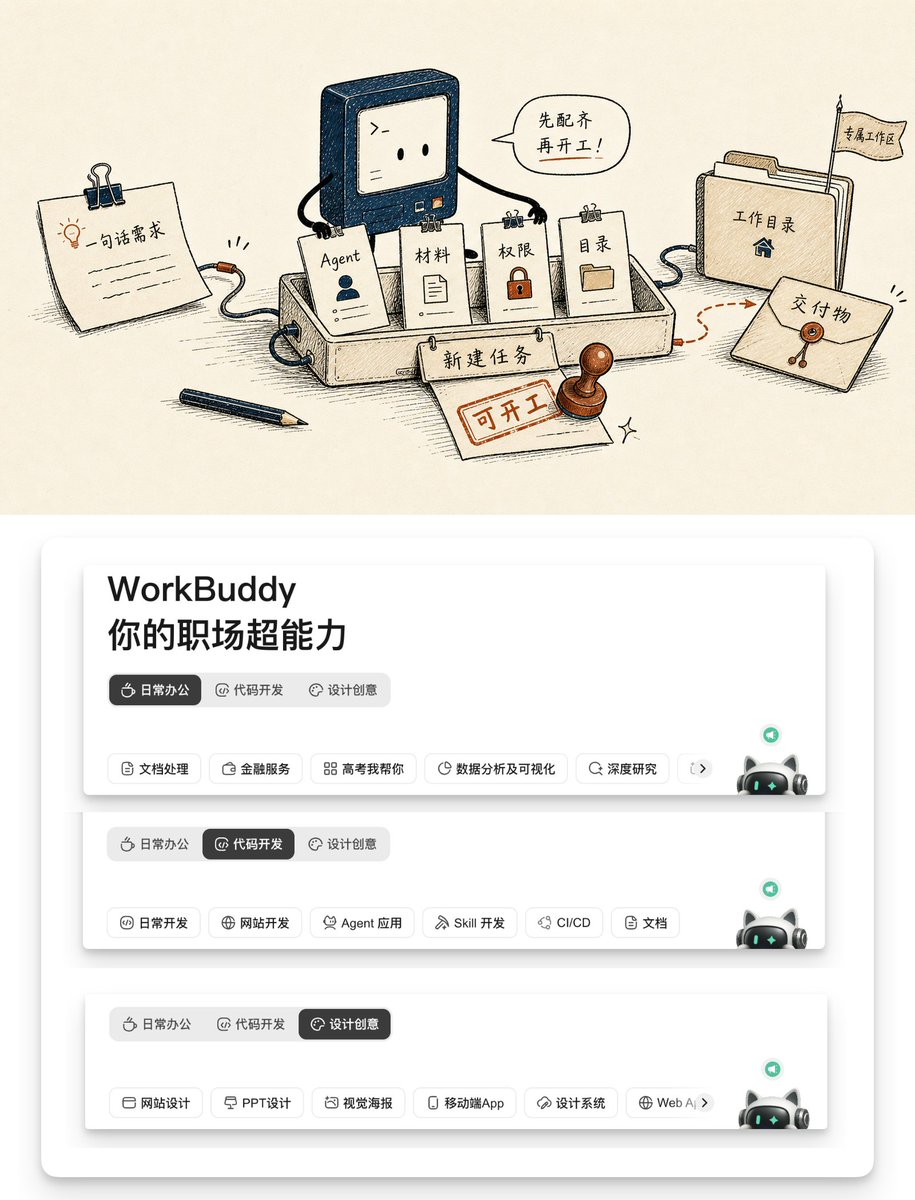 >_
先配齐
再开工！
专属工作区
一句话需求
Agent
材料
权限
目录
工作目录
交付物
新建任务
可开工
WorkBuddy
你的职场超能力
日常办公 代码开发 设计创意
文档处理 金融服务 高考我帮你 数据分析及可视化 深度研究
日常办公 代码开发 设计创意
日常开发 网站开发 Agent 应用 Skill 开发 CI/CD 文档
日常办公 代码开发 设计创意
网站设计 PPT设计 视觉海报 移动端App 设计系统 Web A